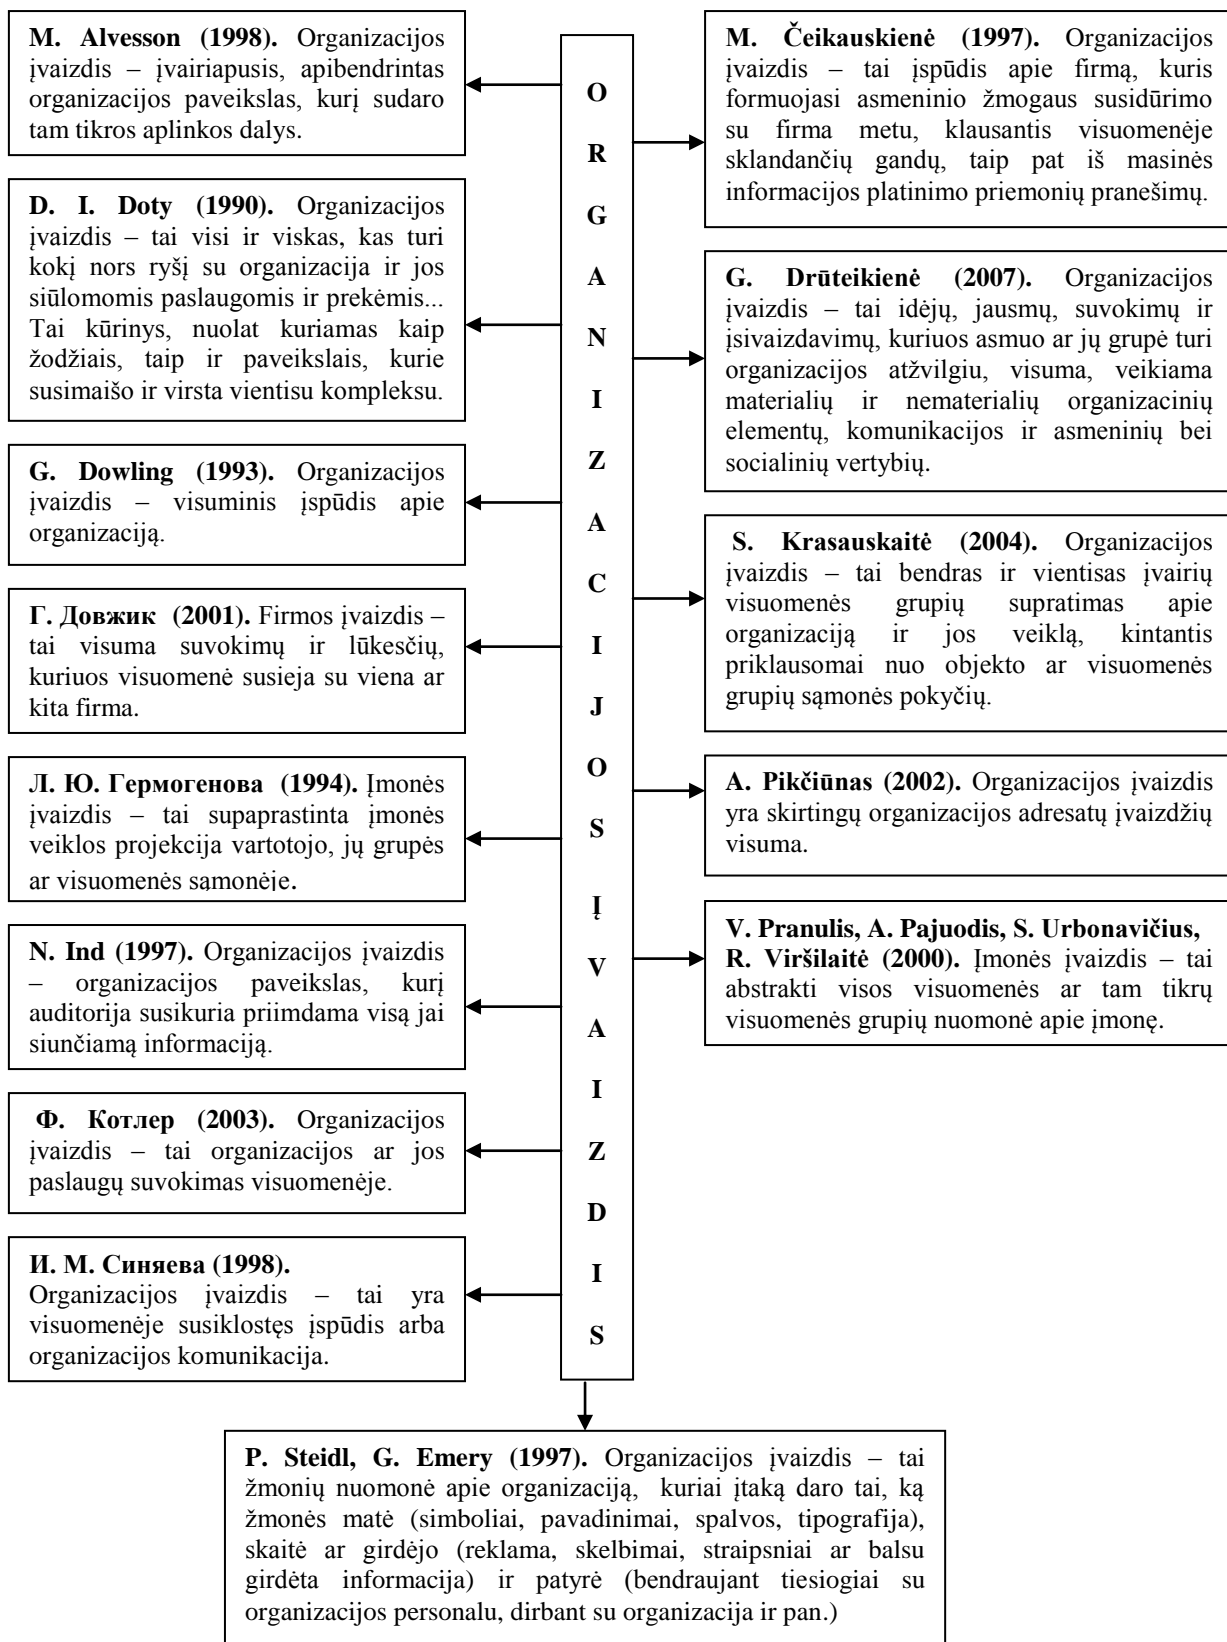 M. Alvesson (1998). Organizacijos
įvaizdis – įvairiapusis, apibendrintas
organizacijos paveikslas, kurį sudaro
tam tikros aplinkos dalys.
D. I. Doty (1990). Organizacijos
įvaizdis – tai visi ir viskas, kas turi
kokį nors ryšį su organizacija ir jos
siūlomomis paslaugomis ir prekėmis...
Tai kūrinys, nuolat kuriamas kaip
žodžiais, taip ir paveikslais, kurie
susimaišo ir virsta vientisu kompleksu.
G. Dowling (1993). Organizacijos
įvaizdis – visuminis įspūdis apie
organizaciją.
Г. Довжик (2001). Firmos įvaizdis –
tai visuma suvokimų ir lūkesčių,
kuriuos visuomenė susieja su viena ar
kita firma.
Л. Ю. Гермогенова (1994). Įmonės
įvaizdis – tai supaprastinta įmonės
veiklos projekcija vartotojo, jų grupės
ar visuomenės sąmonėje.
N. Ind (1997). Organizacijos įvaizdis
– organizacijos paveikslas, kurį
auditorija susikuria priimdama visą jai
siunčiamą informaciją.
Ф. Котлер (2003). Organizacijos
įvaizdis – tai organizacijos ar jos
paslaugų suvokimas visuomenėje.
И. М. Синяева (1998).
Organizacijos įvaizdis – tai yra
visuomenėje susiklostęs įspūdis arba
organizacijos komunikacija.
O
R
G
A
N
I
Z
A
C
I
J
O
S
Į
V
A
I
Z
D
I
S
M. Čeikauskienė (1997). Organizacijos
įvaizdis – tai įspūdis apie firmą, kuris
formuojasi asmeninio žmogaus susidūrimo
su firma metu, klausantis visuomenėje
sklandančių gandų, taip pat iš masinės
informacijos platinimo priemonių pranešimų.
G. Drūteikienė (2007). Organizacijos
įvaizdis – tai idėjų, jausmų, suvokimų ir
įsivaizdavimų, kuriuos asmuo ar jų grupė turi
organizacijos atžvilgiu, visuma, veikiama
materialių ir nematerialių organizacinių
elementų, komunikacijos ir asmeninių bei
socialinių vertybių.
S. Krasauskaitė (2004). Organizacijos
įvaizdis – tai bendras ir vientisas įvairių
visuomenės grupių supratimas apie
organizaciją ir jos veiklą, kintantis
priklausomai nuo objekto ar visuomenės
grupių sąmonės pokyčių.
A. Pikčiūnas (2002). Organizacijos įvaizdis
yra skirtingų organizacijos adresatų įvaizdžių
visuma.
V. Pranulis, A. Pajuodis, S. Urbonavičius,
R. Viršilaitė (2000). Įmonės įvaizdis – tai
abstrakti visos visuomenės ar tam tikrų
visuomenės grupių nuomonė apie įmonę.
P. Steidl, G. Emery (1997). Organizacijos įvaizdis – tai
žmonių nuomonė apie organizaciją, kuriai įtaką daro tai, ką
žmonės matė (simboliai, pavadinimai, spalvos, tipografija),
skaitė ar girdėjo (reklama, skelbimai, straipsniai ar balsu
girdėta informacija) ir patyrė (bendraujant tiesiogiai su
organizacijos personalu, dirbant su organizacija ir pan.)